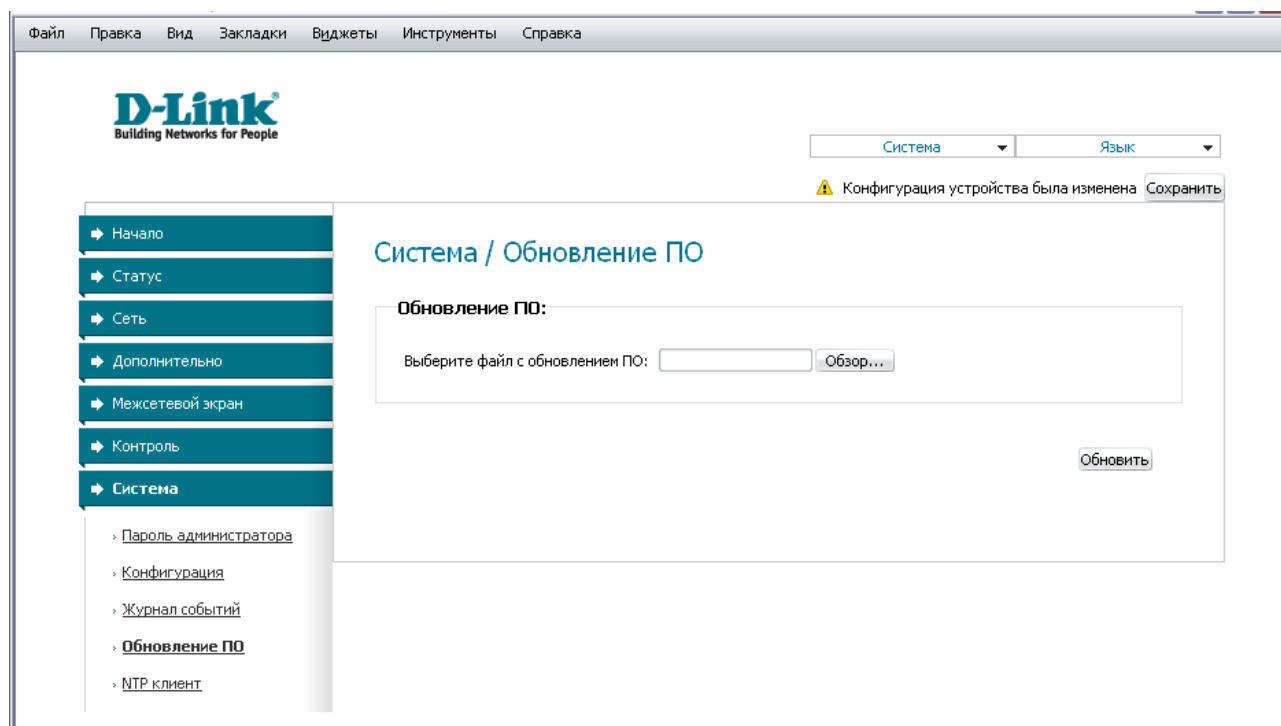 Файл Правка Вид Закладки Виджеты Инструменты Справка
D-Link
Building Networks for People
Система Язык
Конфигурация устройства была изменена Сохранить
Начало
Статус
Сеть
Дополнительно
Межсетевой экран
Контроль
Система
Пароль администратора
Конфигурация
Журнал событий
Обновление ПО
NTP клиент
Система / Обновление ПО
Обновление ПО:
Выберите файл с обновлением ПО: Обзор...
Обновить